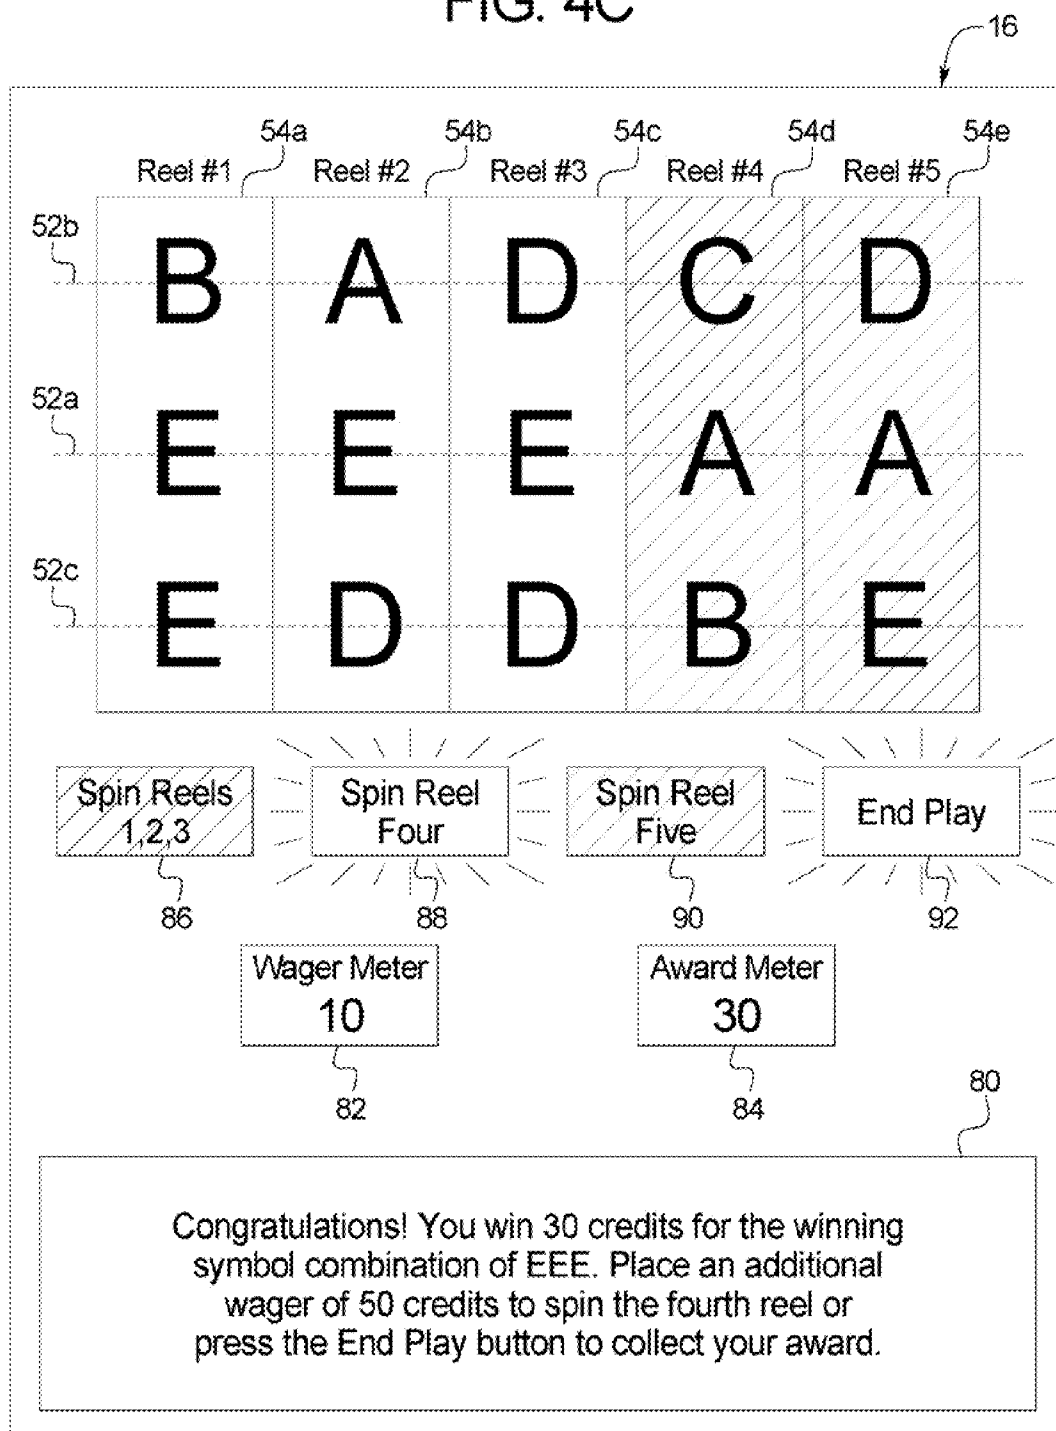 FIG. 4C
16
54a 54b 54c 54d 54e
Reel #1 Reel #2 Reel #3 Reel #4 Reel #5
52b
B A D C D
52a
E E E A A
52c
E D D B E
Spin Reels
1,2,3
Spin Reel
Four
Spin Reel
Five
End Play
86 88 90 92
Wager Meter
10
Award Meter
30
82 84
80
Congratulations! You win 30 credits for the winning
symbol combination of EEE. Place an additional
wager of 50 credits to spin the fourth reel or
press the End Play button to collect your award.